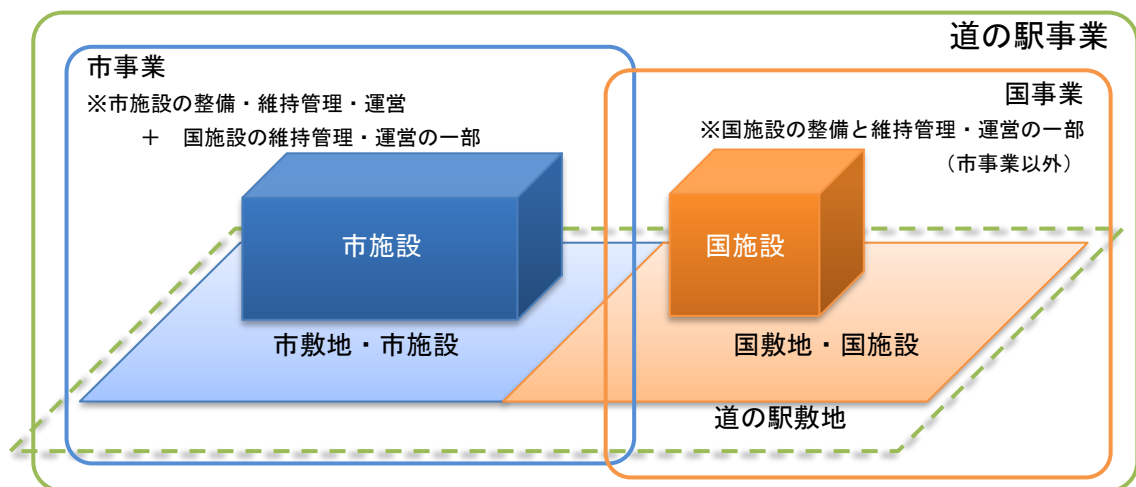 道の駅事業
市事業
※市施設の整備・維持管理・運営
＋　国施設の維持管理・運営の一部
国事業
※国施設の整備と維持管理・運営の一部
（市事業以外）
市施設
国施設
市敷地・市施設
国敷地・国施設
道の駅敷地